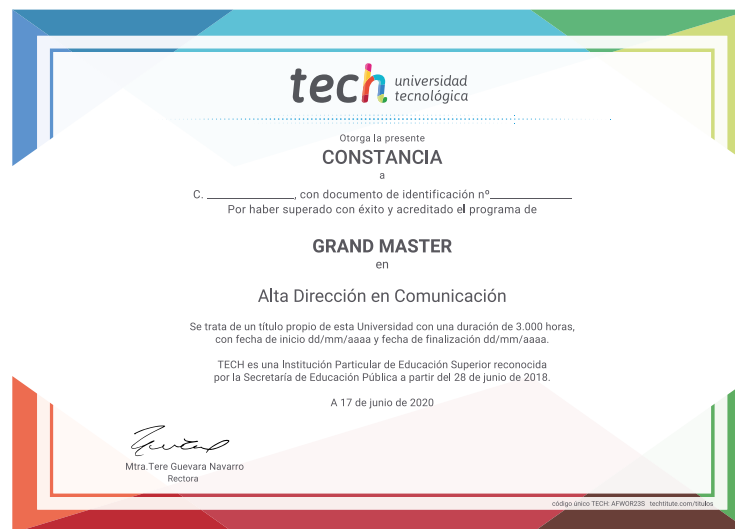 tech universidad
tecnológica
Otorga la presente
CONSTANCIA
a
C. ________________, con documento de identificación nº______________
Por haber superado con éxito y acreditado el programa de
GRAND MASTER
en
Alta Dirección en Comunicación
Se trata de un título propio de esta Universidad con una duración de 3.000 horas,
con fecha de inicio dd/mm/aaaa y fecha de finalización dd/mm/aaaa.
TECH es una Institución Particular de Educación Superior reconocida
por la Secretaría de Educación Pública a partir del 28 de junio de 2018.
A 17 de junio de 2020
Mtra.Tere Guevara Navarro
Rectora
código único TECH: AFWOR23S techtitute.com/titulos